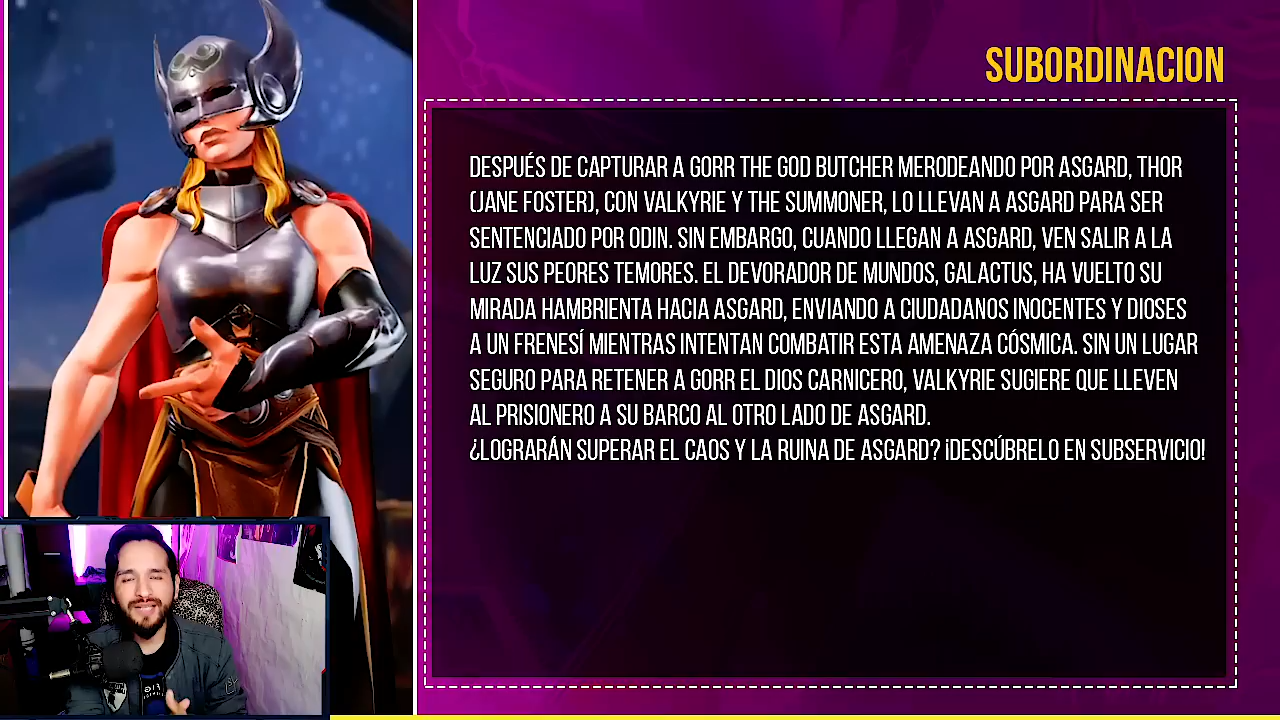 SUBORDINACION
DESPUÉS DE CAPTURAR A GORR THE GOD BUTCHER MERODEANDO POR ASGARD, THOR
(JANE FOSTER), CON VALKYRIE Y THE SUMMONER, LO LLEVAN A ASGARD PARA SER
SENTENCIADO POR ODIN. SIN EMBARGO, CUANDO LLEGAN A ASGARD, VEN SALIR A LA
LUZ SUS PEORES TEMORES. EL DEVORADOR DE MUNDOS, GALACTUS, HA VUELTO SU
MIRADA HAMBRIENTA HACIA ASGARD, ENVIANDO A CIUDADANOS INOCENTES Y DIOSES
A UN FRENESÍ MIENTRAS INTENTAN COMBATIR ESTA AMENAZA CÓSMICA. SIN UN LUGAR
SEGURO PARA RETENER A GORR EL DIOS CARNICERO, VALKYRIE SUGIERE QUE LLEVEN
AL PRISIONERO A SU BARCO AL OTRO LADO DE ASGARD.
¿LOGRARÁN SUPERAR EL CAOS Y LA RUINA DE ASGARD? ¡DESCÚBRELO EN SUBSERVICIO!